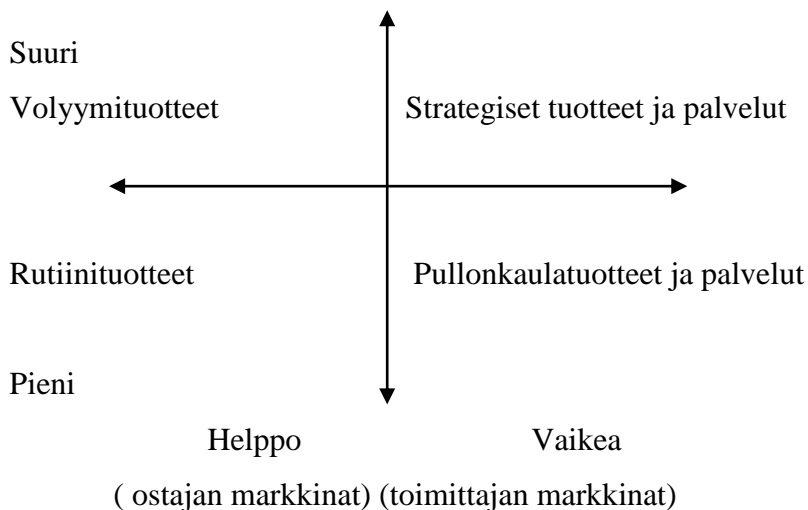 Suuri
Volyymituotteet Strategiset tuotteet ja palvelut
Rutiinituotteet Pullonkaulatuotteet ja palvelut
Pieni
Helppo Vaikea
( ostajan markkinat) (toimittajan markkinat)